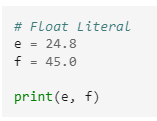 # Float Literal
e = 24.8
f = 45.0
print(e, f)